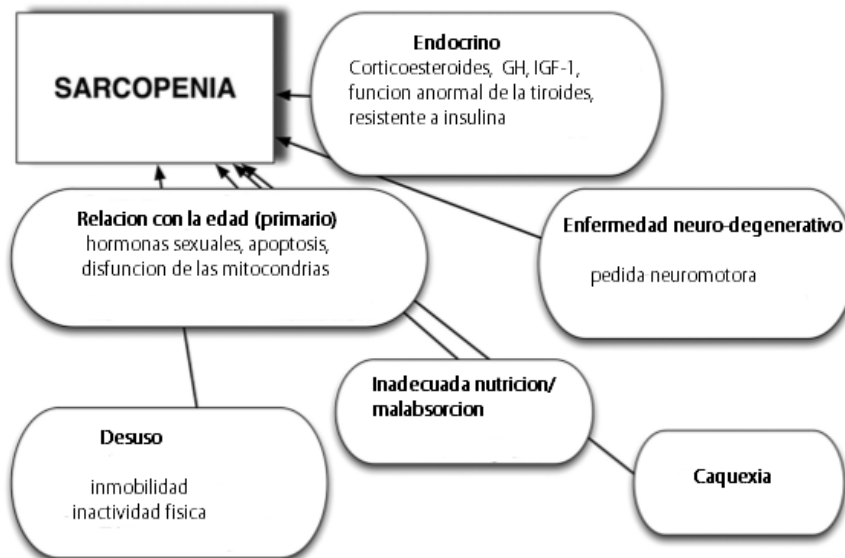 SARCOPENIA
Endocrino
Corticoesteroides, GH, IGF-1,
funcion anormal de la tiroides,
resistente a insulina
Relacion con la edad (primario)
hormonas sexuales, apoptosis,
disfuncion de las mitocondrias
Enfermedad neuro-degenerativo
pedida neuromotora
Inadecuada nutricion/
malabsorcion
Desuso
inmobilidad
inactividad fisica
Caquexia